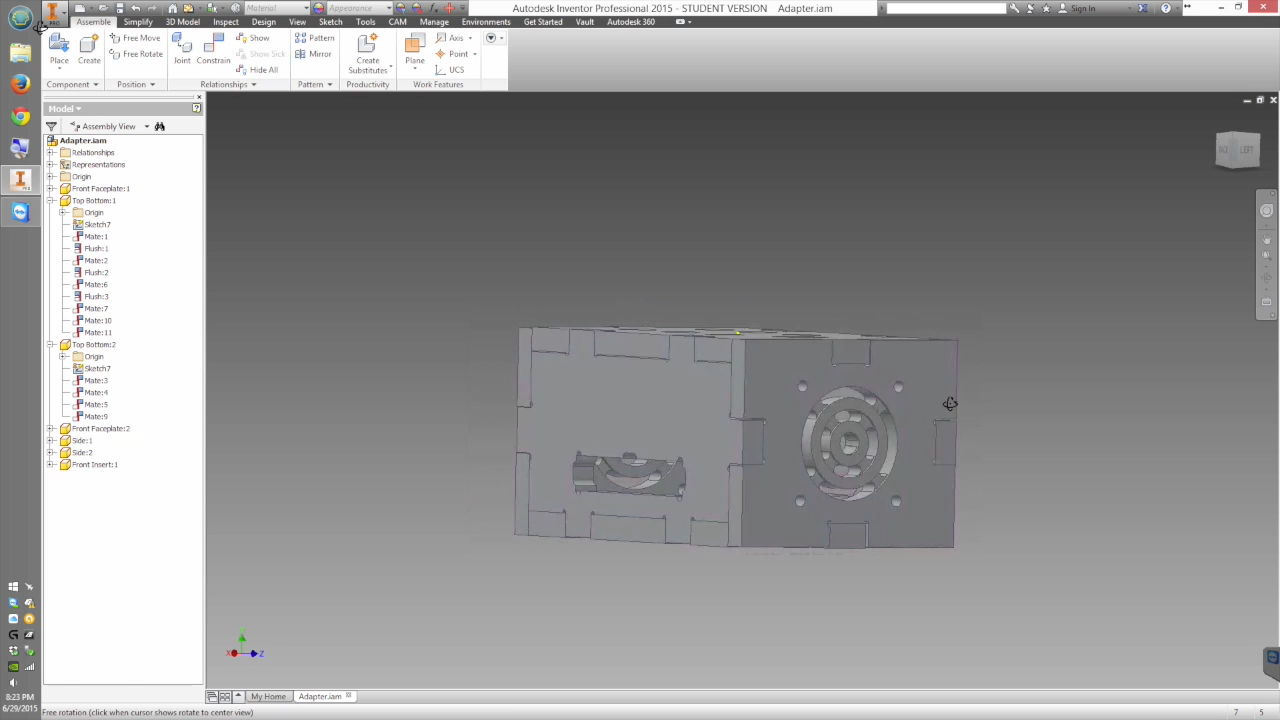 Autodesk Inventor Professional 2015 - STUDENT VERSION Adapter.iam
Material
Appearance
Sign In
PRO
Assemble Simplify 3D Model Inspect Design View Sketch Tools CAM Manage Environments Get Started Vault Autodesk 360
Place
Create
Free Move
Free Rotate
Joint
Constrain
Show
Show Sick
Hide All
Pattern
Mirror
Create
Substitutes
Plane
Axis
Point
UCS
Component Position Relationships Pattern Productivity Work Features
Model
Assembly View
Adapter.iam
Relationships
Representations
Origin
Front Faceplate:1
Top Bottom:1
Origin
Sketch7
Mate:1
Flush:1
Mate:2
Flush:2
Mate:6
Flush:3
Mate:7
Mate:10
Mate:11
Top Bottom:2
Origin
Sketch7
Mate:3
Mate:4
Mate:5
Mate:9
Front Faceplate:2
Side:1
Side:2
Front Insert:1
LEFT
X
Z
8:23 PM
6/29/2015
My Home Adapter.iam
Free rotation (click when cursor shows rotate to center view)
7 5